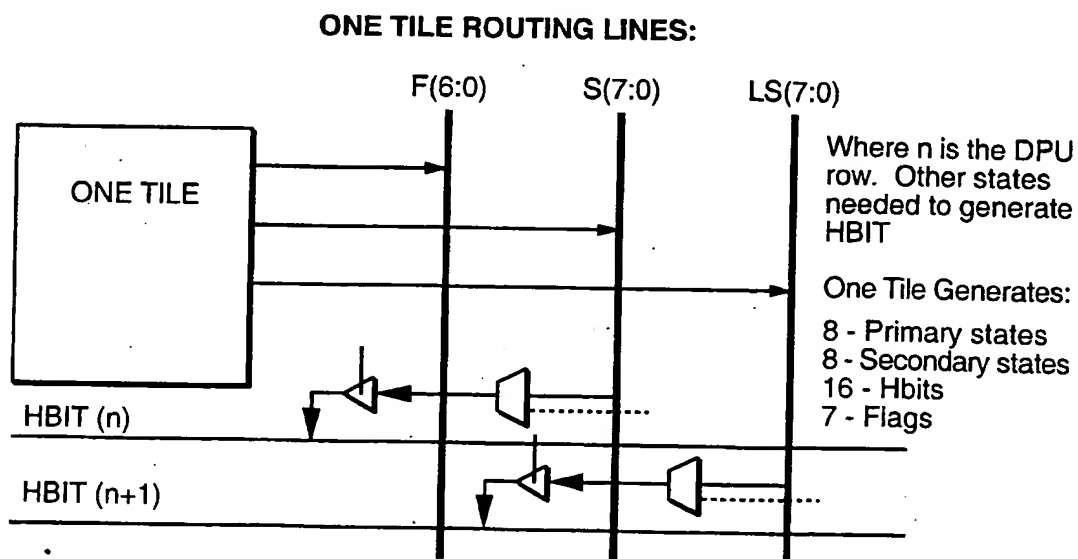 ONE TILE ROUTING LINES:
F(6:0) S(7:0) LS(7:0)
ONE TILE
Where n is the DPU
row. Other states
needed to generate
HBIT
One Tile Generates:
8 - Primary states
8 - Secondary states
16 - Hbits
7 - Flags
HBIT (n)
HBIT (n+1)